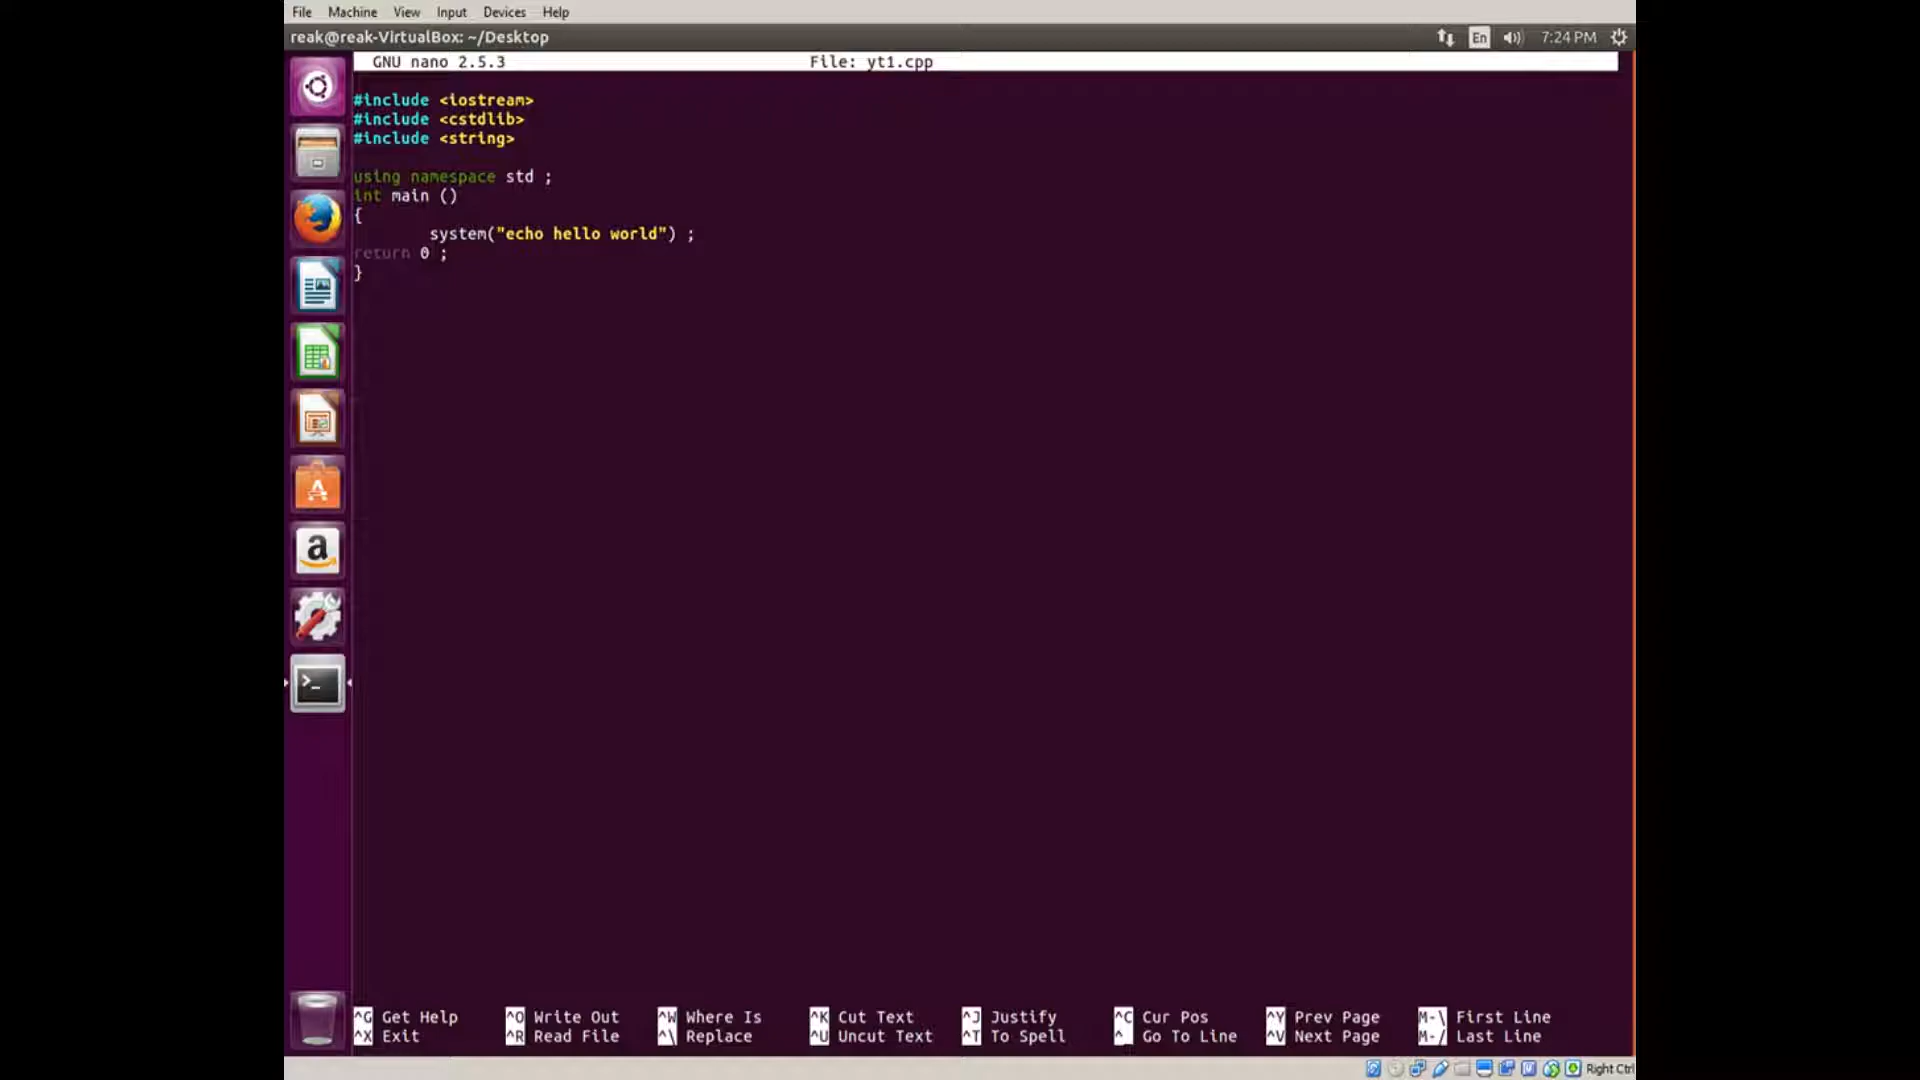 File Machine View Input Devices Help
reak@reak-VirtualBox: ~/Desktop
En 7:24 PM
GNU nano 2.5.3 File: yt1.cpp
#include <iostream>
#include <cstdlib>
#include <string>
using namespace std ;
int main ()
{
system("echo hello world") ;
return 0 ;
}
^G Get Help ^O Write Out ^W Where Is ^K Cut Text ^J Justify ^C Cur Pos ^Y Prev Page M-\ First Line
^X Exit ^R Read File ^\ Replace ^U Uncut Text ^T To Spell ^_ Go To Line ^V Next Page M-/ Last Line
Right Ctrl